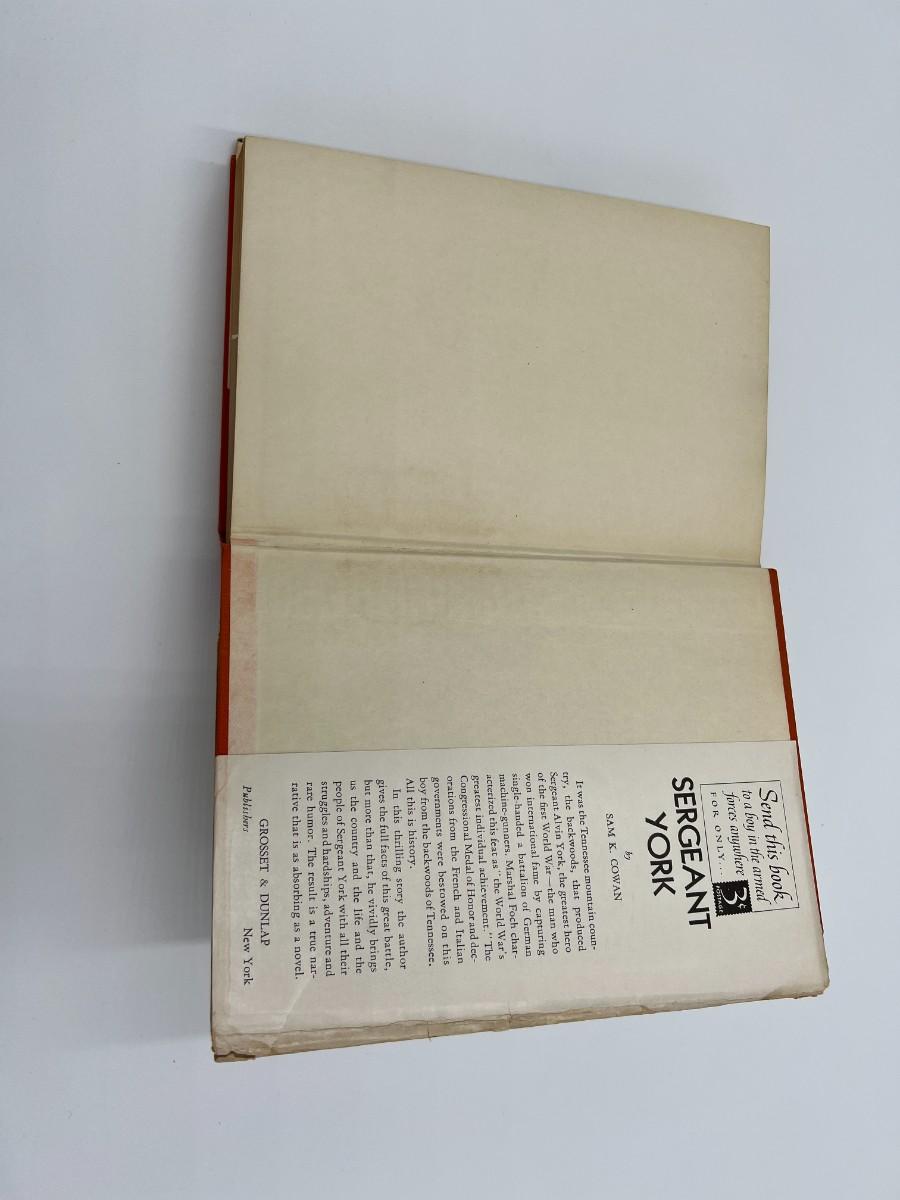 Send this book
to a boy in the armed
forces anywhere
FOR ONLY...
3¢
POSTAGE
SERGEANT
YORK
by
SAM K. COWAN
It was the Tennessee mountain coun-
try, the backwoods, that produced
Sergeant Alvin York, the greatest hero
of the first World War—the man who
won international fame by capturing
single-handed a battalion of German
machine-gunners. Marshal Foch char-
acterized this feat as "the World War's
greatest individual achievement." The
Congressional Medal of Honor and dec-
orations from the French and Italian
governments were bestowed on this
boy from the backwoods of Tennessee.
All this is history.
In this thrilling story the author
gives the full facts of this great battle,
but more than that, he vividly brings
us the country and the life and the
people of Sergeant York with all their
struggles and hardships, adventure and
rare humor. The result is a true nar-
rative that is as absorbing as a novel.
GROSSET & DUNLAP
Publishers New York